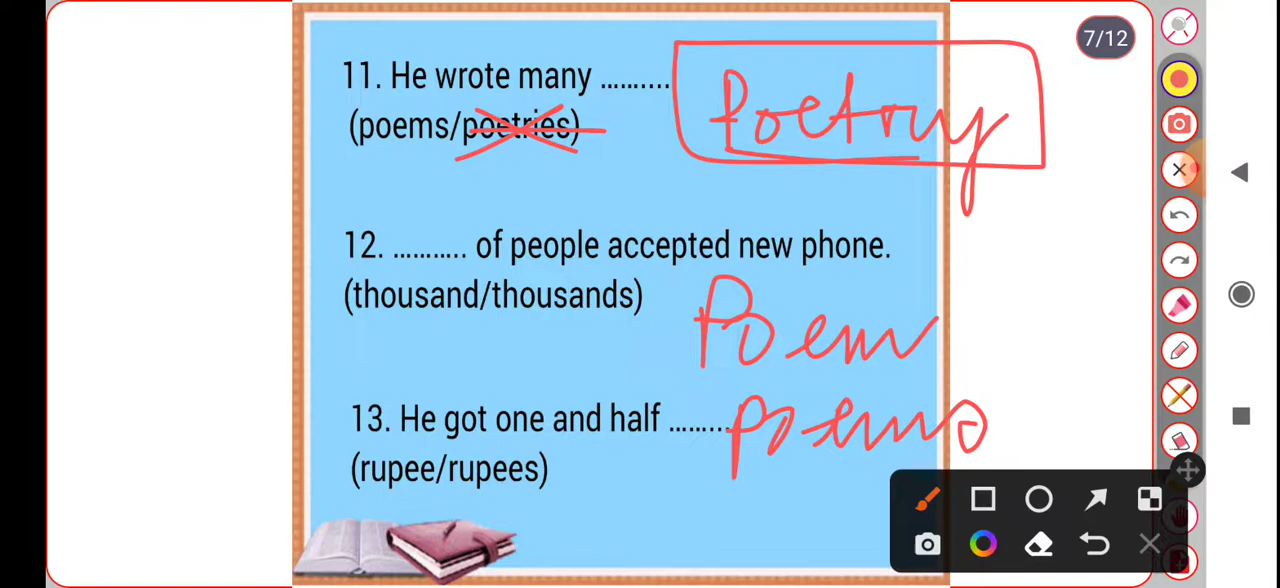 7/12
11. He wrote many ……....
(poems/poetries)
Poetry
12. ……….. of people accepted new phone.
(thousand/thousands)
Poem
13. He got one and half ……...
poems
(rupee/rupees)